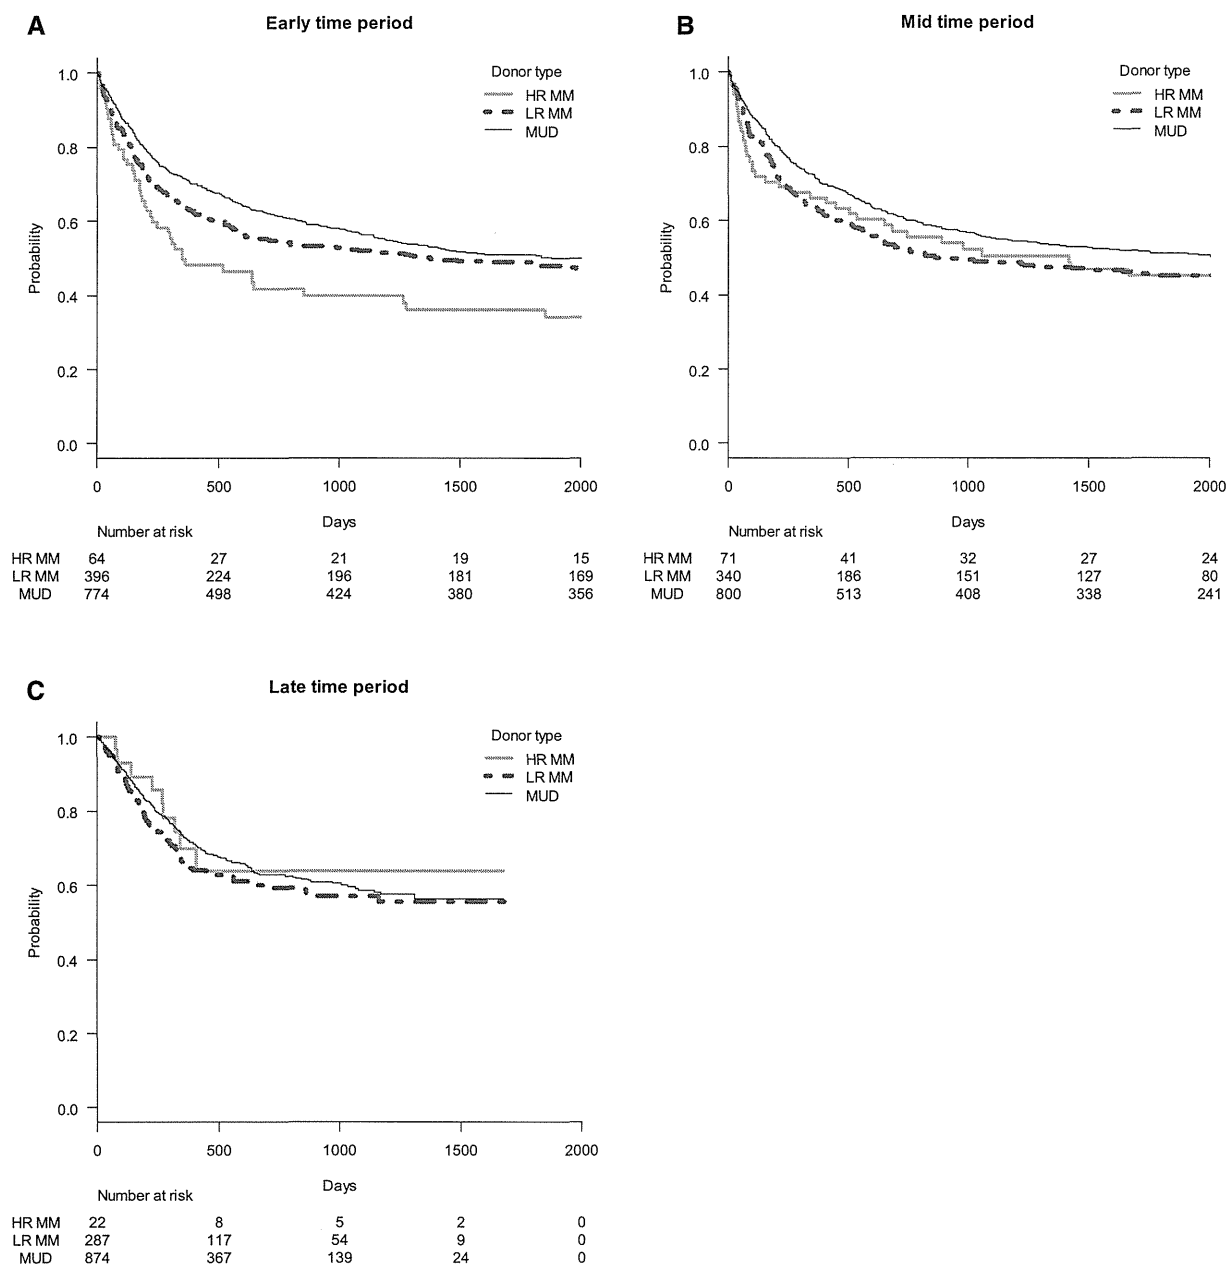 A
Early time period
Donor type
HR MM
LR MM
MUD
1.0
0.8
0.6
0.4
0.2
0.0
Probability
0 500 1000 1500 2000
Days
Number at risk
HR MM 64 27 21 19 15
LR MM 396 224 196 181 169
MUD 774 498 424 380 356
B
Mid time period
Donor type
HR MM
LR MM
MUD
1.0
0.8
0.6
0.4
0.2
0.0
Probability
0 500 1000 1500 2000
Days
Number at risk
HR MM 71 41 32 27 24
LR MM 340 186 151 127 80
MUD 800 513 408 338 241
C
Late time period
Donor type
HR MM
LR MM
MUD
1.0
0.8
0.6
0.4
0.2
0.0
Probability
0 500 1000 1500 2000
Days
Number at risk
HR MM 22 8 5 2 0
LR MM 287 117 54 9 0
MUD 874 367 139 24 0